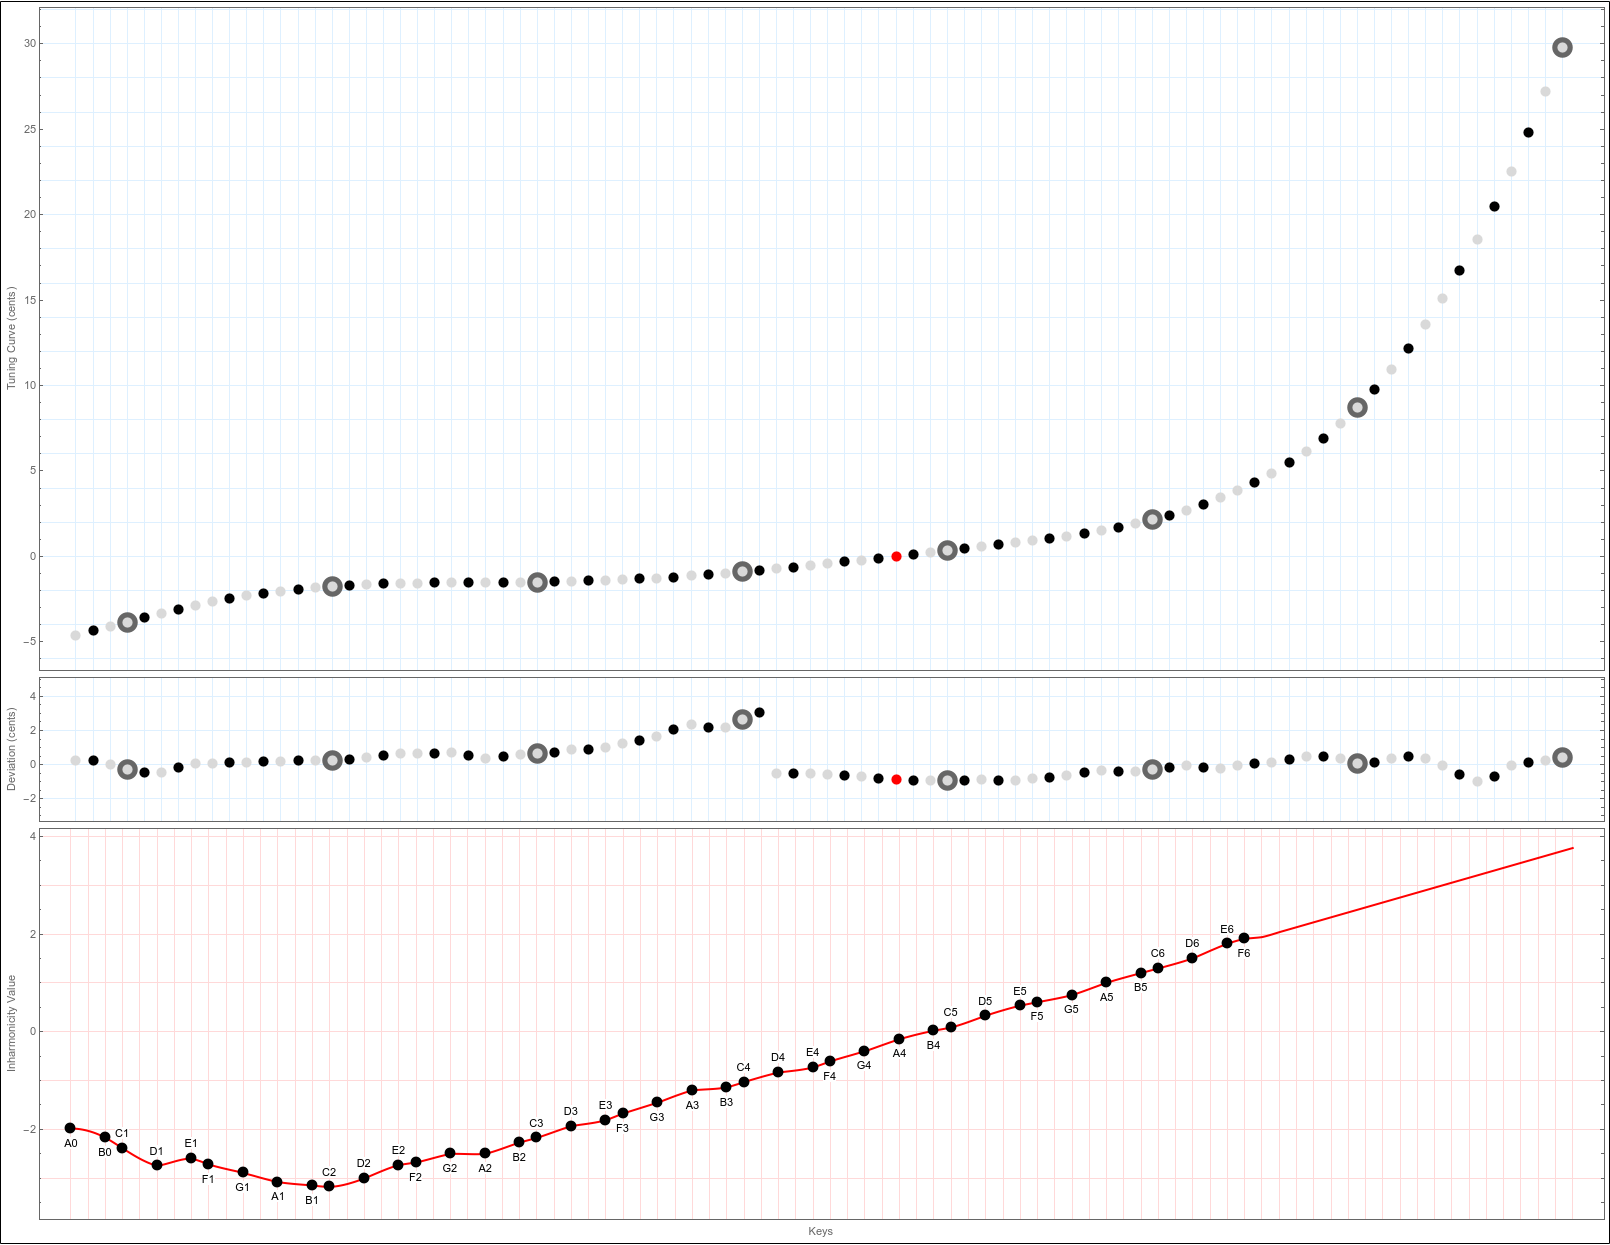 30
25
20
15
10
5
0
−5
Tuning Curve (cents)
4
2
0
−2
Deviation (cents)
4
2
0
−2
Inharmonicity Value
A0
B0
C1
D1
E1
F1
G1
A1
B1
C2
D2
E2
F2
G2
A2
B2
C3
D3
E3
F3
G3
A3
B3
C4
D4
E4
F4
G4
A4
B4
C5
D5
E5
F5
G5
A5
B5
C6
D6
E6
F6
Keys